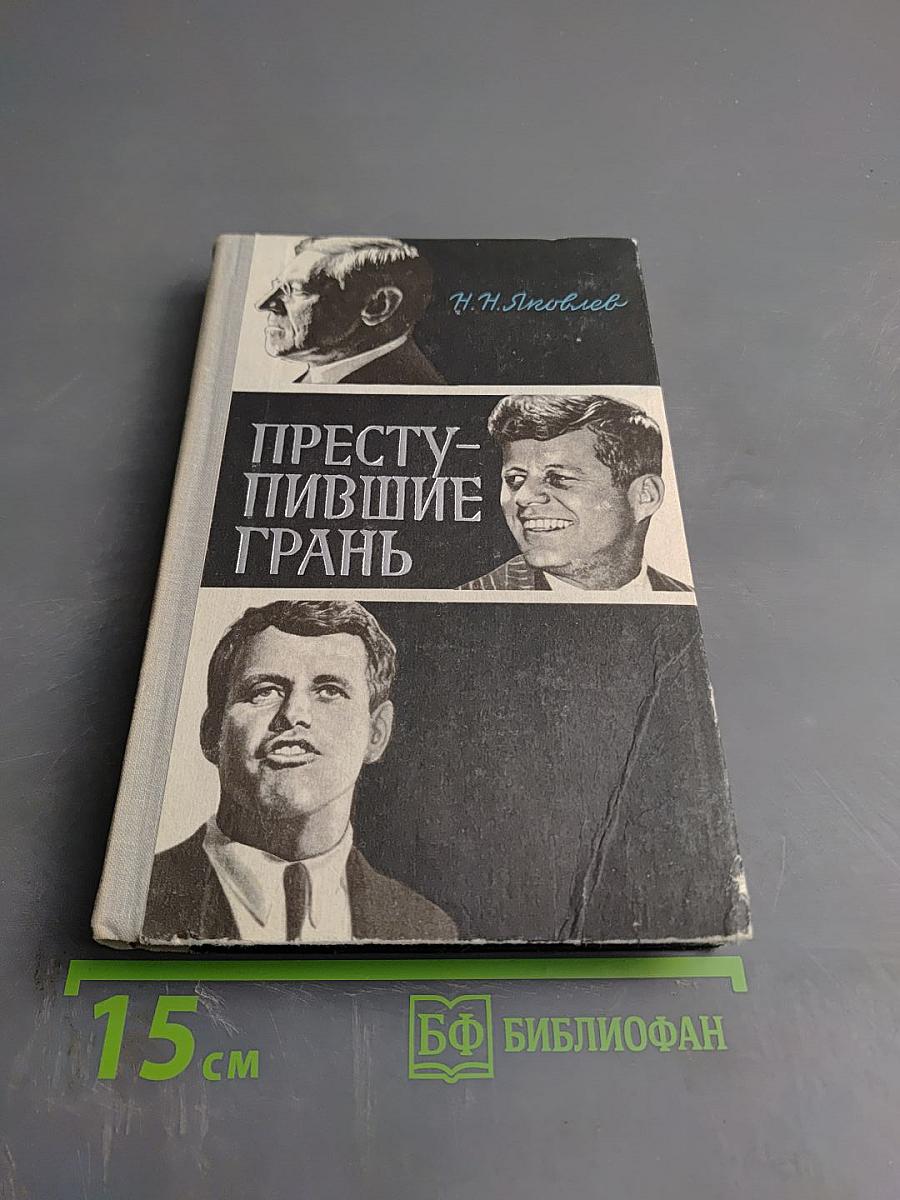 Н. Н. Яковлев
ПРЕСТУ-
ПИВШИЕ
ГРАНЬ
15 см
БФ БИБЛИОФАН